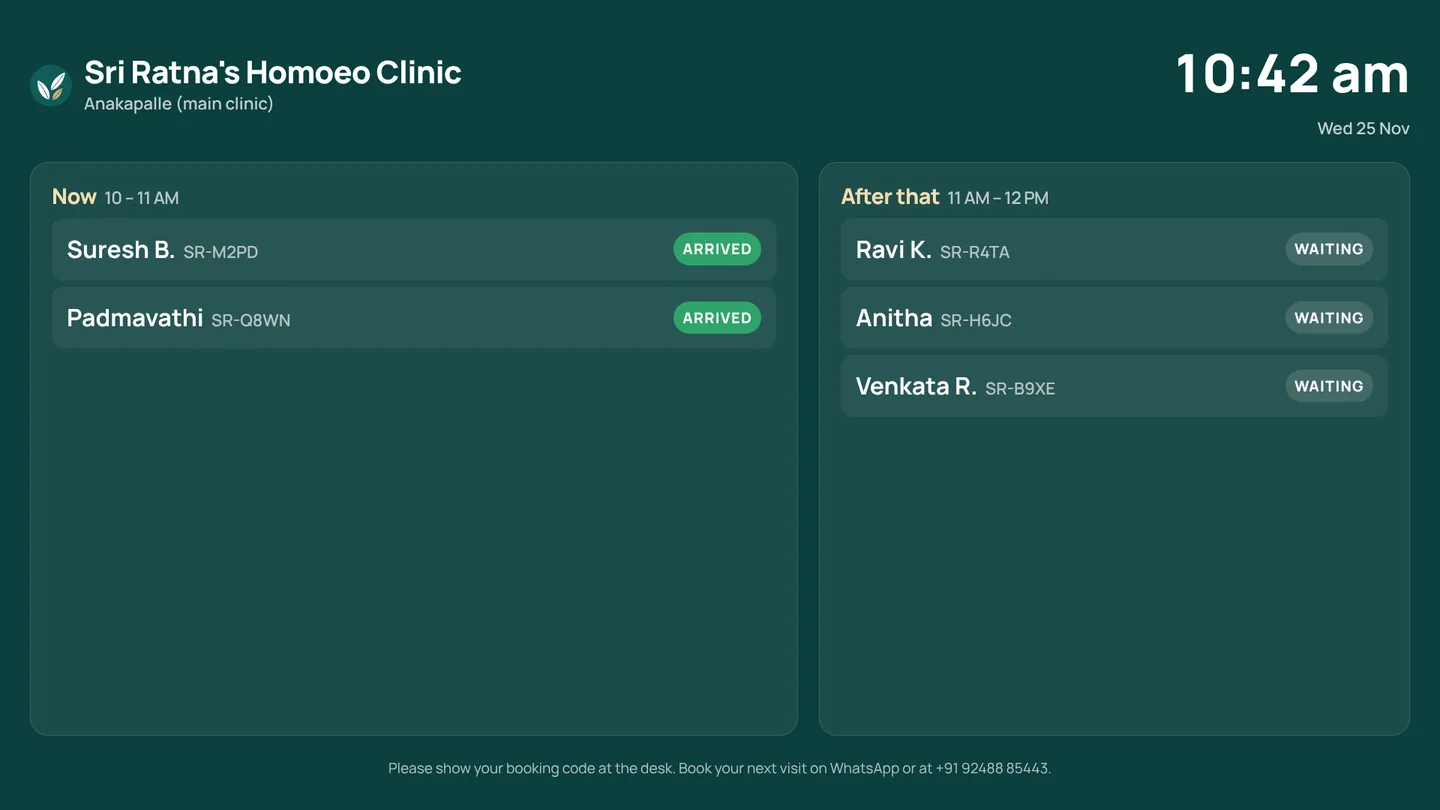 Sri Ratna's Homoeo Clinic
Anakapalle (main clinic)
10:42 am
Wed 25 Nov
Now 10 – 11 AM
Suresh B. SR-M2PD ARRIVED
Padmavathi SR-Q8WN ARRIVED
After that 11 AM – 12 PM
Ravi K. SR-R4TA WAITING
Anitha SR-H6JC WAITING
Venkata R. SR-B9XE WAITING
Please show your booking code at the desk. Book your next visit on WhatsApp or at +91 92488 85443.